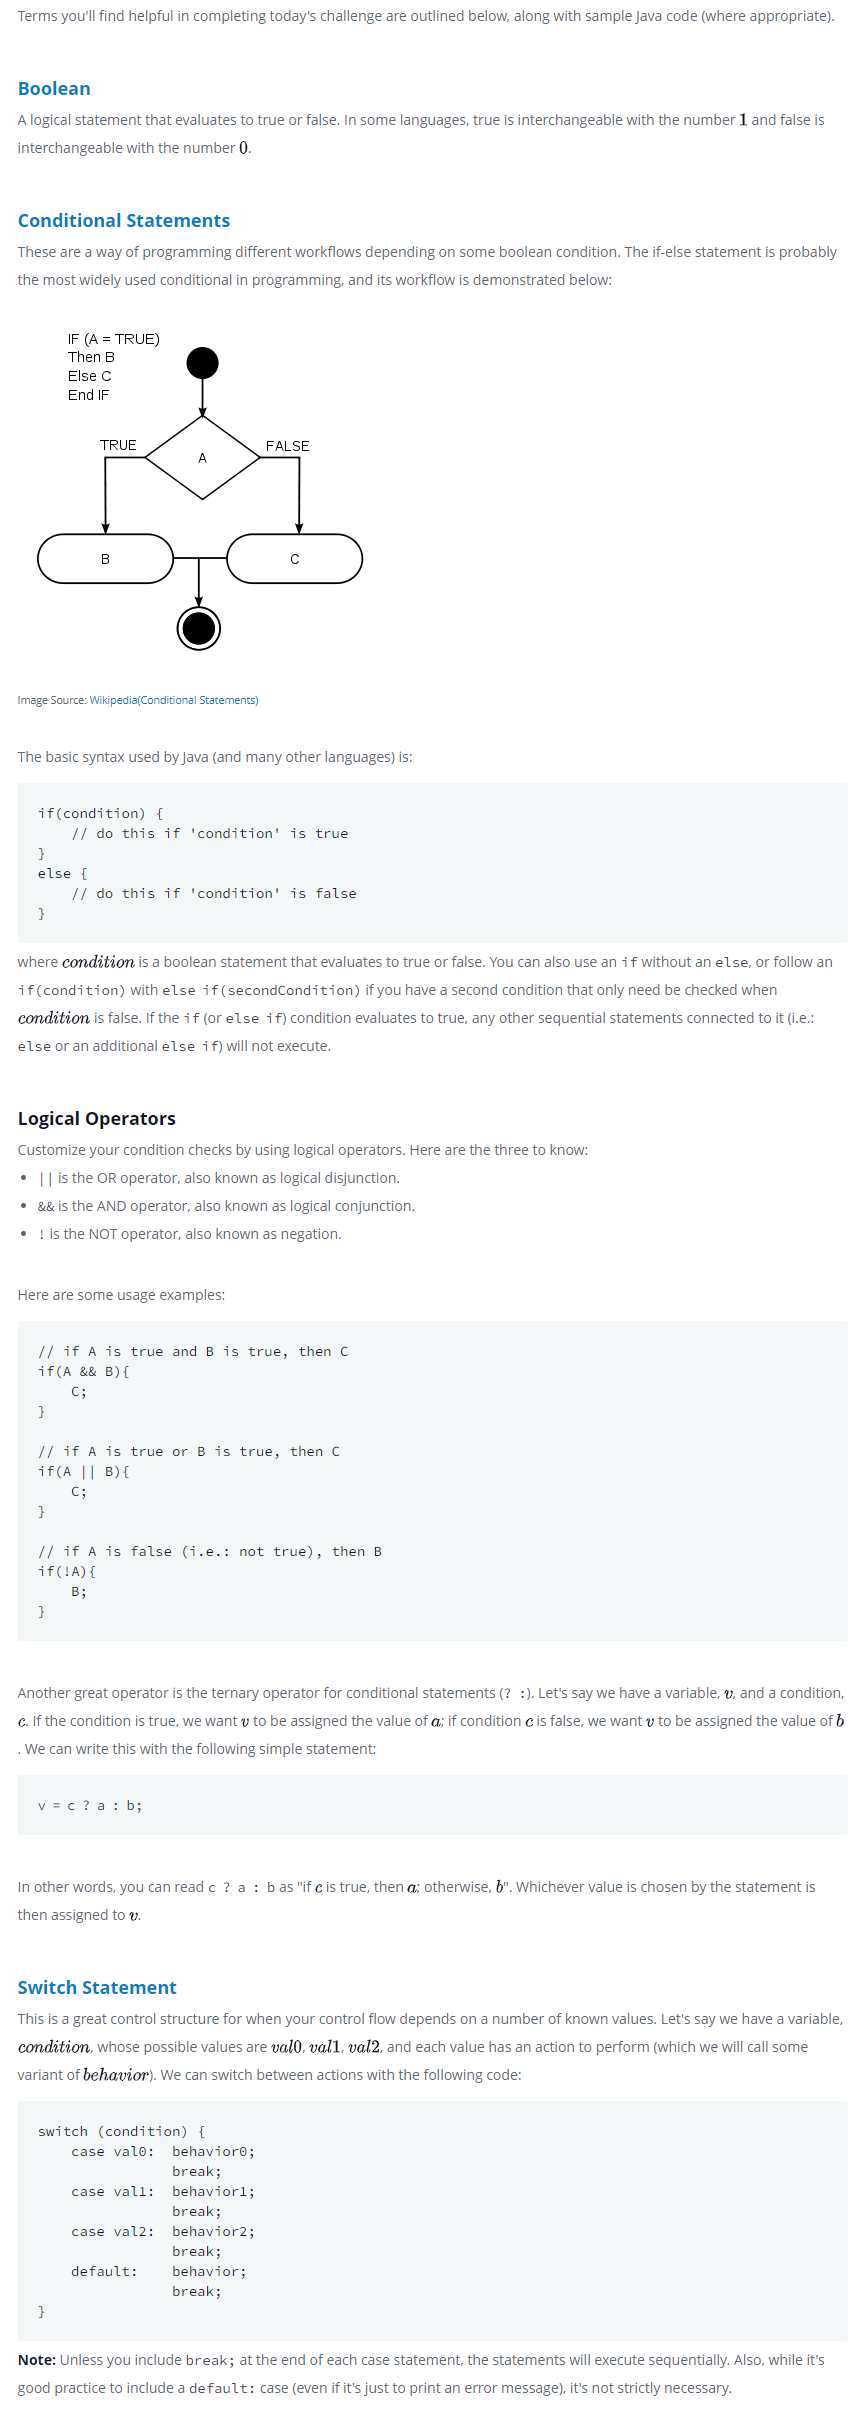 Terms you'll find helpful in completing today's challenge are outlined below, along with sample Java code (where appropriate).
Boolean
A logical statement that evaluates to true or false. In some languages, true is interchangeable with the number 1 and false is
interchangeable with the number 0.
Conditional Statements
These are a way of programming different workflows depending on some boolean condition. The if-else statement is probably
the most widely used conditional in programming, and its workflow is demonstrated below:
IF (A = TRUE)
Then B
Else C
End IF
TRUE
FALSE
A
B
C
Image Source: Wikipedia(Conditional Statements)
The basic syntax used by Java (and many other languages) is:
if(condition) {
    // do this if 'condition' is true
}
else {
    // do this if 'condition' is false
}
where condition is a boolean statement that evaluates to true or false. You can also use an if without an else, or follow an
if(condition) with else if(secondCondition) if you have a second condition that only need be checked when
condition is false. If the if (or else if) condition evaluates to true, any other sequential statements connected to it (i.e.:
else or an additional else if) will not execute.
Logical Operators
Customize your condition checks by using logical operators. Here are the three to know:
• || is the OR operator, also known as logical disjunction.
• && is the AND operator, also known as logical conjunction.
• ! is the NOT operator, also known as negation.
Here are some usage examples:
// if A is true and B is true, then C
if(A && B){
    C;
}
// if A is true or B is true, then C
if(A || B){
    C;
}
// if A is false (i.e.: not true), then B
if(!A){
    B;
}
Another great operator is the ternary operator for conditional statements (? :). Let's say we have a variable, v, and a condition,
c. If the condition is true, we want v to be assigned the value of a; if condition c is false, we want v to be assigned the value of b
. We can write this with the following simple statement:
v = c ? a : b;
In other words, you can read c ? a : b as "if c is true, then a; otherwise, b". Whichever value is chosen by the statement is
then assigned to v.
Switch Statement
This is a great control structure for when your control flow depends on a number of known values. Let's say we have a variable,
condition, whose possible values are val0, val1, val2, and each value has an action to perform (which we will call some
variant of behavior). We can switch between actions with the following code:
switch (condition) {
    case val0:  behavior0;
                break;
    case val1:  behavior1;
                break;
    case val2:  behavior2;
                break;
    default:    behavior;
                break;
}
Note: Unless you include break; at the end of each case statement, the statements will execute sequentially. Also, while it's
good practice to include a default: case (even if it's just to print an error message), it's not strictly necessary.